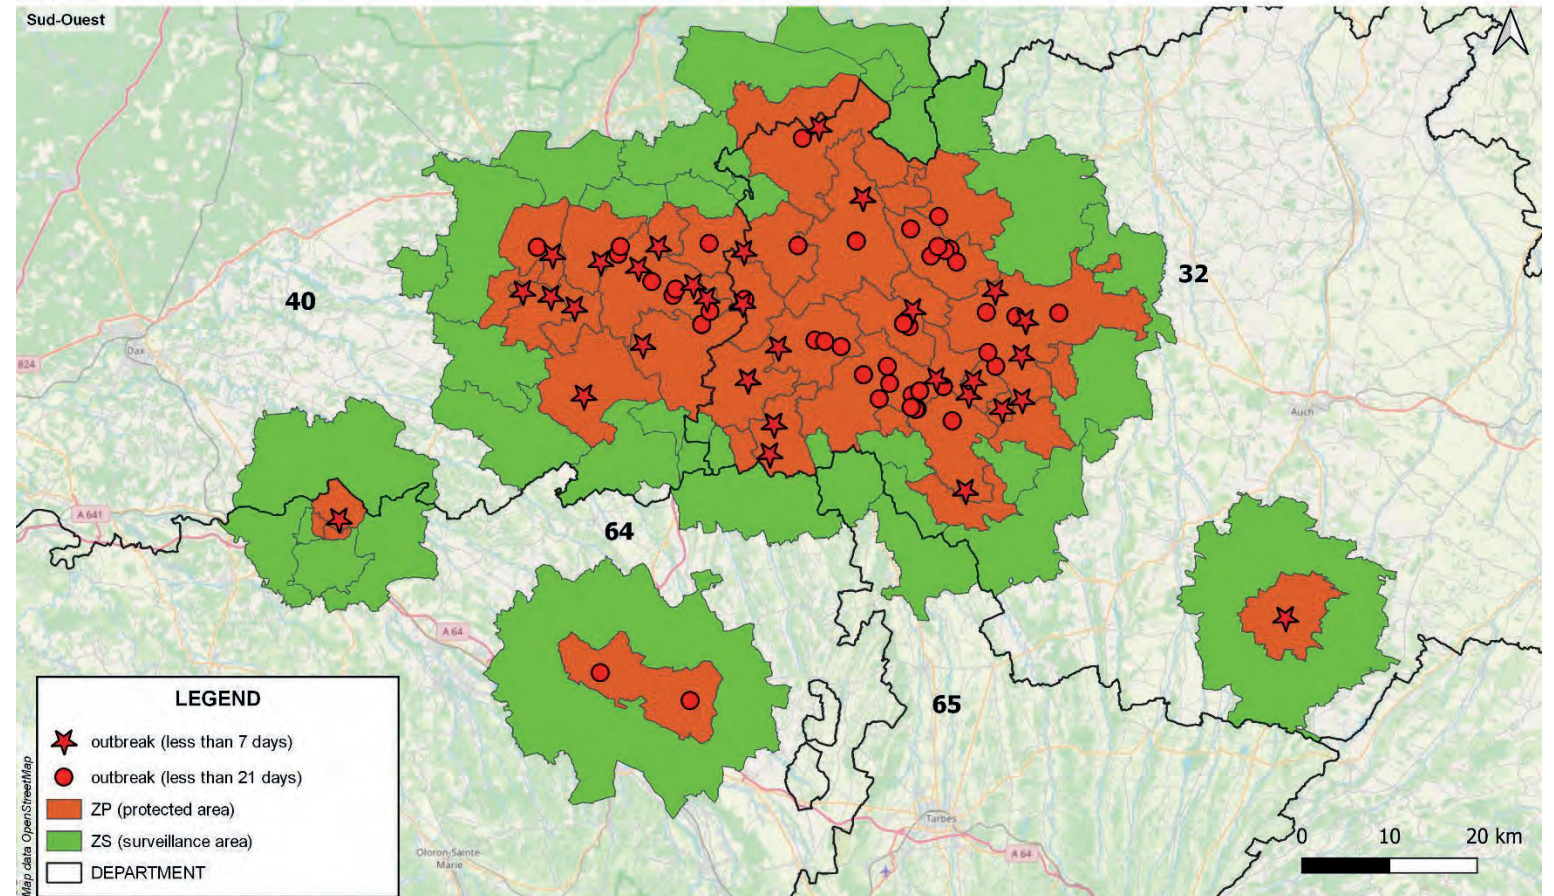 Sud-Ouest
40
32
824
Dax
Auch
A 641
64
A 64
65
LEGEND
outbreak (less than 7 days)
outbreak (less than 21 days)
ZP (protected area)
ZS (surveillance area)
DEPARTMENT
Map data OpenStreetMap
Oloron-Sainte-
Marie
Tarbes
A 64
0 10 20 km